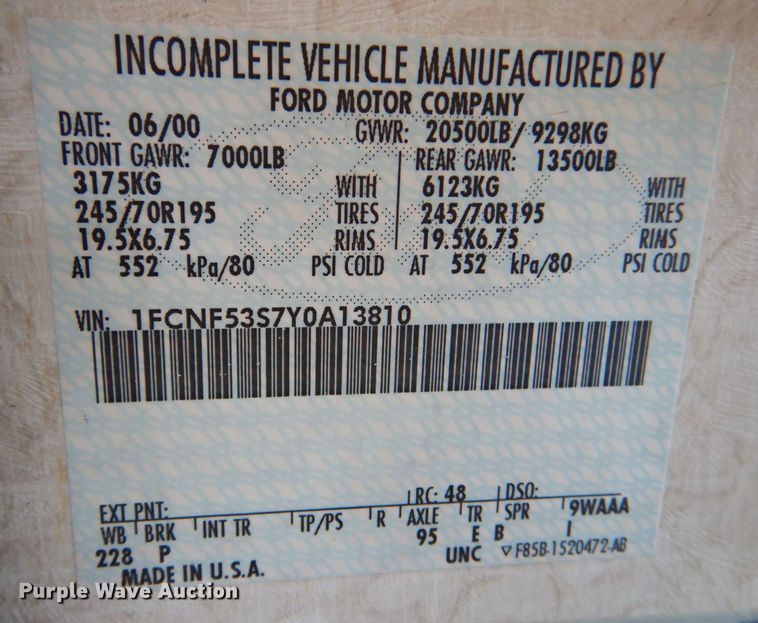 INCOMPLETE VEHICLE MANUFACTURED BY
FORD MOTOR COMPANY
DATE: 06/00 GVWR: 20500LB/ 9298KG
FRONT GAWR: 7000LB REAR GAWR: 13500LB
3175KG WITH 6123KG WITH
245/70R195 TIRES 245/70R195 TIRES
19.5X6.75 RIMS 19.5X6.75 RIMS
AT 552 kPa/80 PSI COLD AT 552 kPa/80 PSI COLD
VIN: 1FCNF53S7Y0A13810
EXT PNT: RC: 48 DSO:
WB BRK INT TR TP/PS R AXLE TR SPR 9WAAA
228 P 95 E B I
UNC F85B-1520472-AB
MADE IN U.S.A.
Purple Wave Auction